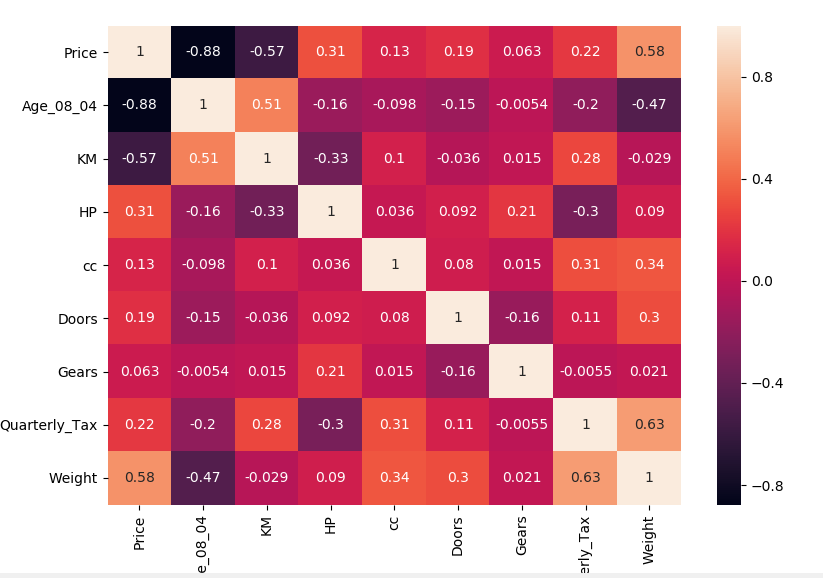 Price 1 -0.88 -0.57 0.31 0.13 0.19 0.063 0.22 0.58
Age_08_04 -0.88 1 0.51 -0.16 -0.098 -0.15 -0.0054 -0.2 -0.47
KM -0.57 0.51 1 -0.33 0.1 -0.036 0.015 0.28 -0.029
HP 0.31 -0.16 -0.33 1 0.036 0.092 0.21 -0.3 0.09
cc 0.13 -0.098 0.1 0.036 1 0.08 0.015 0.31 0.34
Doors 0.19 -0.15 -0.036 0.092 0.08 1 -0.16 0.11 0.3
Gears 0.063 -0.0054 0.015 0.21 0.015 -0.16 1 -0.0055 0.021
Quarterly_Tax 0.22 -0.2 0.28 -0.3 0.31 0.11 -0.0055 1 0.63
Weight 0.58 -0.47 -0.029 0.09 0.34 0.3 0.021 0.63 1
Price
e_08_04
KM
HP
cc
Doors
Gears
erly_Tax
Weight
0.8
0.4
0.0
−0.4
−0.8